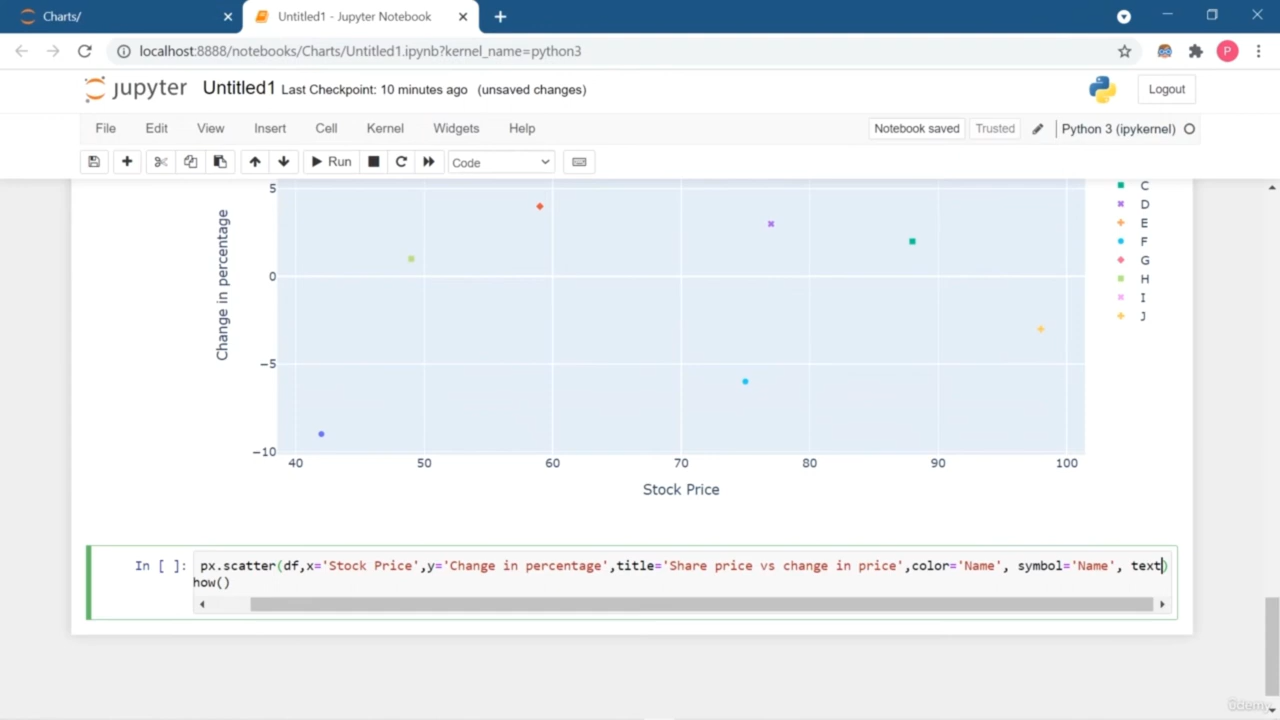 Charts/
Untitled1 - Jupyter Notebook
localhost:8888/notebooks/Charts/Untitled1.ipynb?kernel_name=python3
P
jupyter Untitled1 Last Checkpoint: 10 minutes ago (unsaved changes)
Logout
File Edit View Insert Cell Kernel Widgets Help
Notebook saved Trusted Python 3 (ipykernel)
Run Code
C
D
E
F
G
H
I
J
5
0
−5
−10
Change in percentage
40 50 60 70 80 90 100
Stock Price
In [ ]: px.scatter(df,x='Stock Price',y='Change in percentage',title='Share price vs change in price',color='Name', symbol='Name', text)
how()
ûdemy